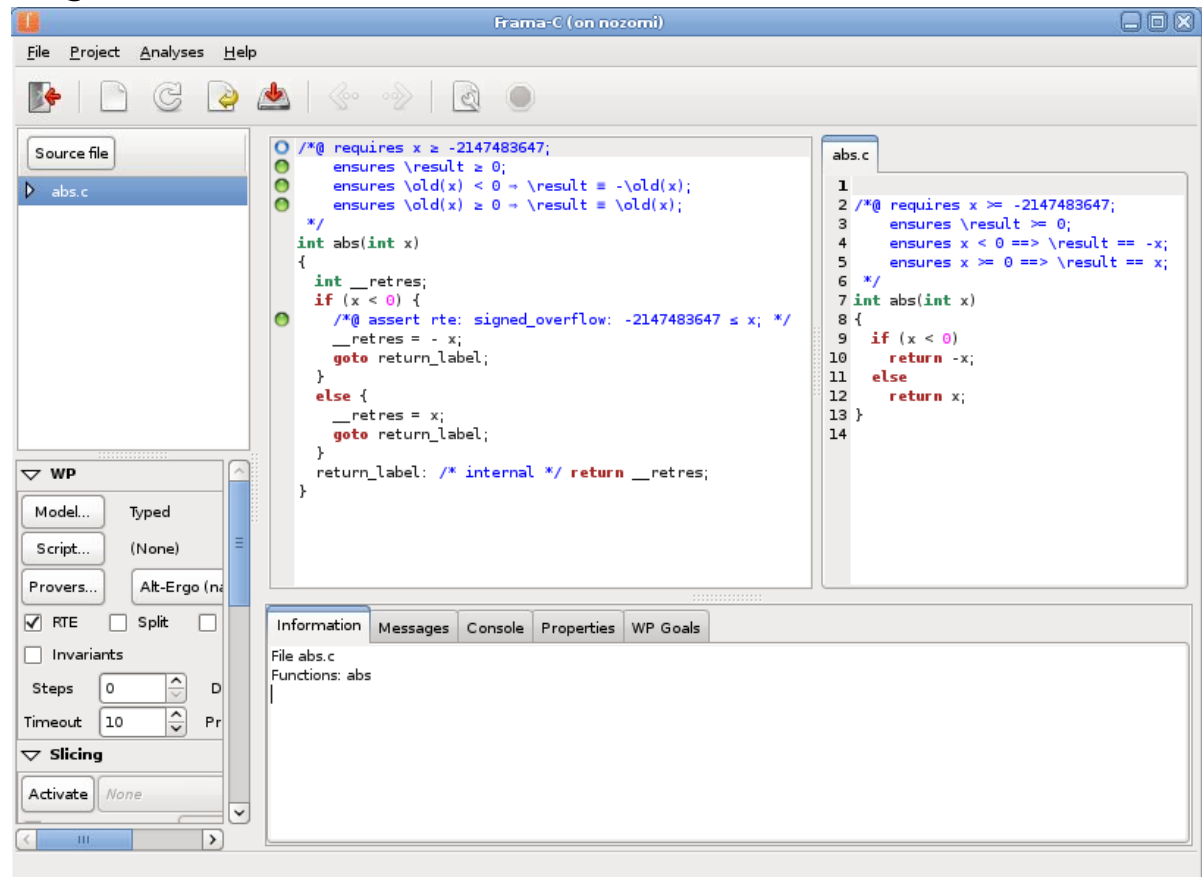 Frama-C (on nozomi)
File Project Analyses Help
Source file
abs.c
/*@ requires x ≥ -2147483647;
ensures \result ≥ 0;
ensures \old(x) < 0 ⇒ \result ≡ -\old(x);
ensures \old(x) ≥ 0 ⇒ \result ≡ \old(x);
*/
int abs(int x)
{
int __retres;
if (x < 0) {
/*@ assert rte: signed_overflow: -2147483647 ≤ x; */
__retres = - x;
goto return_label;
}
else {
__retres = x;
goto return_label;
}
return_label: /* internal */ return __retres;
}
abs.c
1
2 /*@ requires x >= -2147483647;
3 ensures \result >= 0;
4 ensures x < 0 ==> \result == -x;
5 ensures x >= 0 ==> \result == x;
6 */
7 int abs(int x)
8 {
9 if (x < 0)
10 return -x;
11 else
12 return x;
13 }
14
WP
Model... Typed
Script... (None)
Provers... Alt-Ergo (na
RTE Split
Invariants
Steps 0 D
Timeout 10 Pr
Slicing
Activate None
Information Messages Console Properties WP Goals
File abs.c
Functions: abs